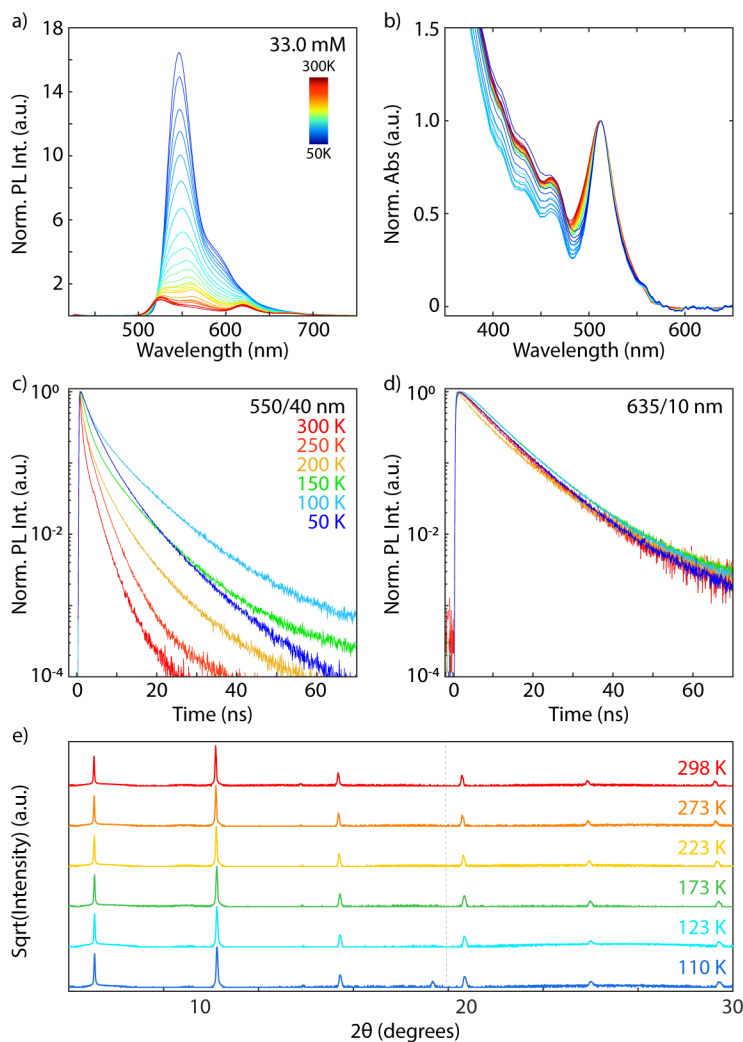 a)
18
14
10
6
2
Norm. PL Int. (a.u.)
33.0 mM
300K
50K
500
600
700
Wavelength (nm)
b)
1.5
1.0
0.5
0
Norm. Abs (a.u.)
400
500
600
Wavelength (nm)
c)
10⁰
10⁻²
10⁻⁴
Norm. PL Int. (a.u.)
550/40 nm
300 K
250 K
200 K
150 K
100 K
50 K
0
20
40
60
Time (ns)
d)
10⁰
10⁻²
10⁻⁴
Norm. PL Int. (a.u.)
635/10 nm
0
20
40
60
Time (ns)
e)
Sqrt(Intensity) (a.u.)
298 K
273 K
223 K
173 K
123 K
110 K
10
20
30
2θ (degrees)